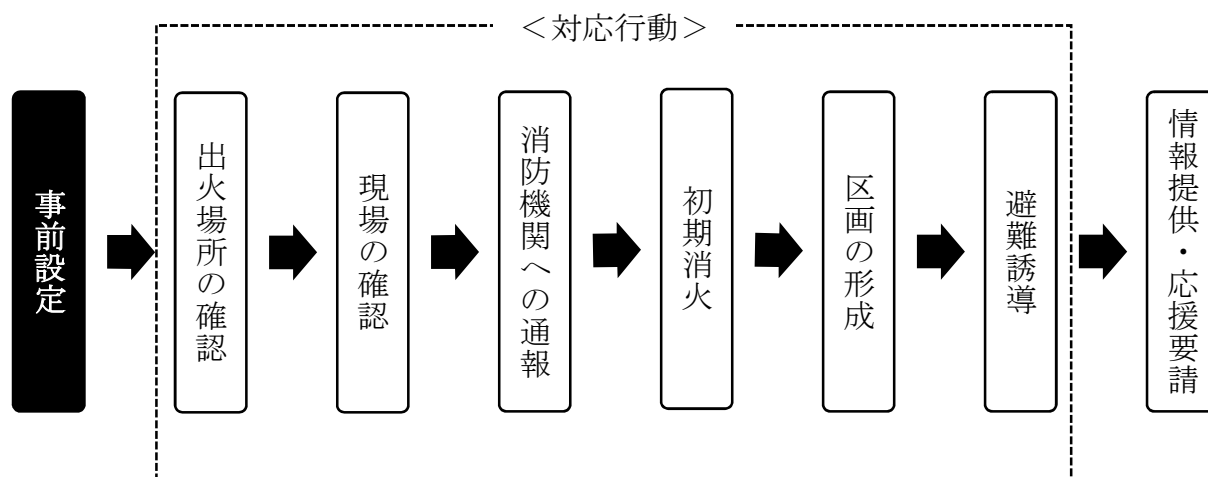 ＜対応行動＞
事前設定
出火場所の確認
現場の確認
消防機関への通報
初期消火
区画の形成
避難誘導
情報提供・応援要請